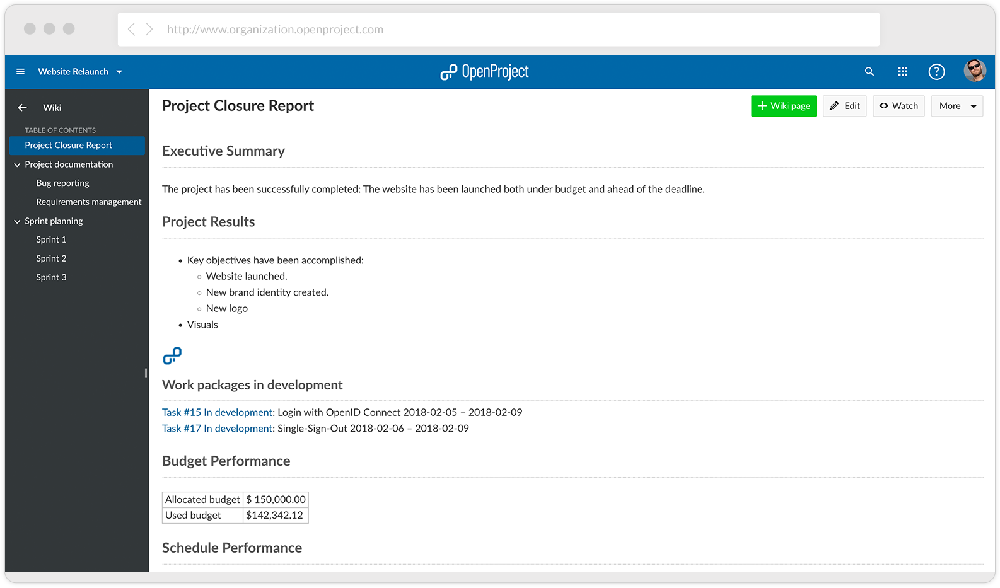 http://www.organization.openproject.com
Website Relaunch
OpenProject
?
Wiki
TABLE OF CONTENTS
Project Closure Report
Project documentation
Bug reporting
Requirements management
Sprint planning
Sprint 1
Sprint 2
Sprint 3
Project Closure Report
+ Wiki page
Edit
Watch
More
Executive Summary
The project has been successfully completed: The website has been launched both under budget and ahead of the deadline.
Project Results
• Key objectives have been accomplished:
○ Website launched.
○ New brand identity created.
○ New logo
• Visuals
Work packages in development
Task #15 In development: Login with OpenID Connect 2018-02-05 – 2018-02-09
Task #17 In development: Single-Sign-Out 2018-02-06 – 2018-02-09
Budget Performance
Allocated budget $ 150,000.00
Used budget $142,342.12
Schedule Performance